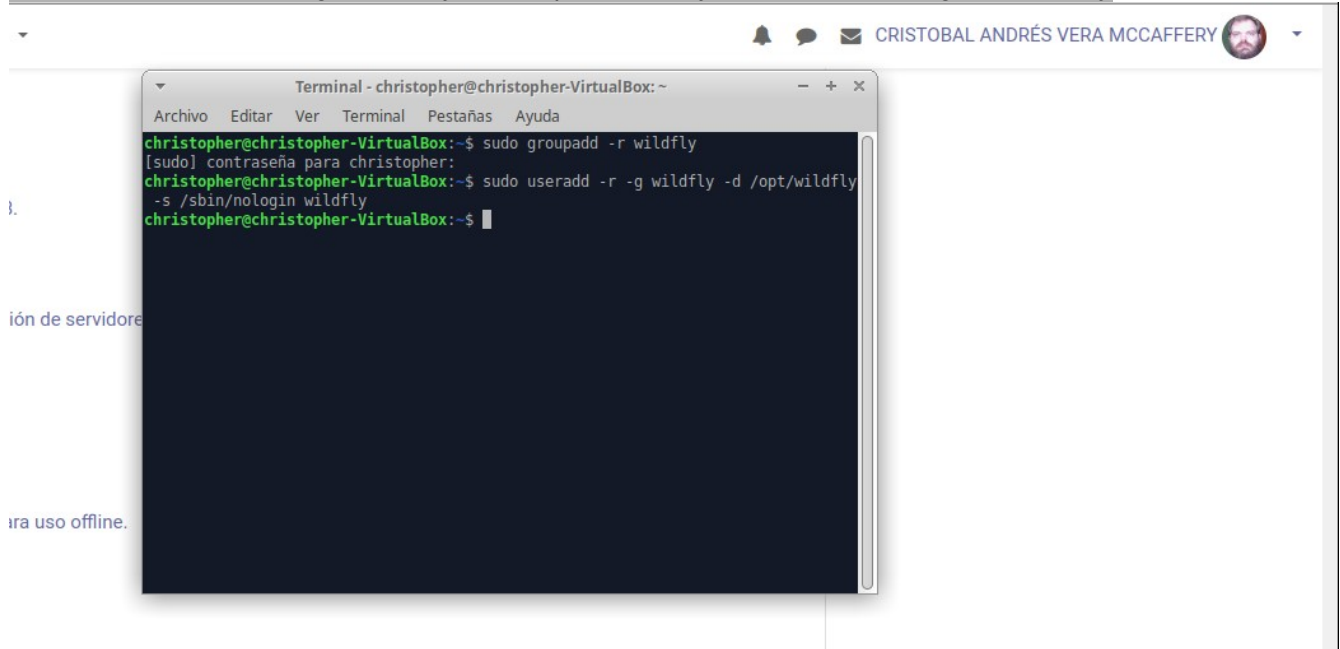 CRISTOBAL ANDRÉS VERA MCCAFFERY
Terminal - christopher@christopher-VirtualBox: ~
Archivo Editar Ver Terminal Pestañas Ayuda
christopher@christopher-VirtualBox:~$ sudo groupadd -r wildfly
[sudo] contraseña para christopher:
christopher@christopher-VirtualBox:~$ sudo useradd -r -g wildfly -d /opt/wildfly
-s /sbin/nologin wildfly
christopher@christopher-VirtualBox:~$
3.
ión de servidore
ara uso offline.